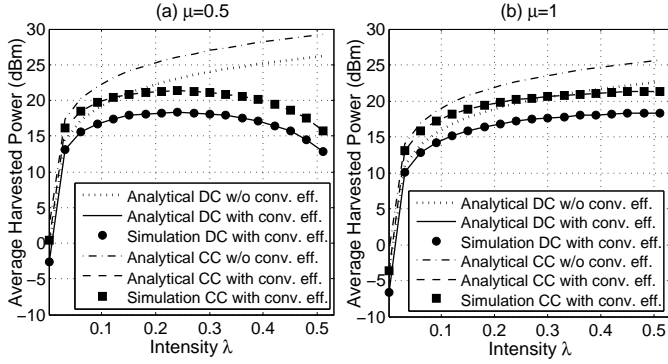 (a) μ=0.5
30
25
20
15
10
5
0
−5
−10
0.1 0.2 0.3 0.4 0.5
Average Harvested Power (dBm)
Intensity λ
Analytical DC w/o conv. eff.
Analytical DC with conv. eff.
Simulation DC with conv. eff.
Analytical CC w/o conv. eff.
Analytical CC with conv. eff.
Simulation CC with conv. eff.
(b) μ=1
30
25
20
15
10
5
0
−5
−10
0.1 0.2 0.3 0.4 0.5
Average Harvested Power (dBm)
Intensity λ
Analytical DC w/o conv. eff.
Analytical DC with conv. eff.
Simulation DC with conv. eff.
Analytical CC w/o conv. eff.
Analytical CC with conv. eff.
Simulation CC with conv. eff.